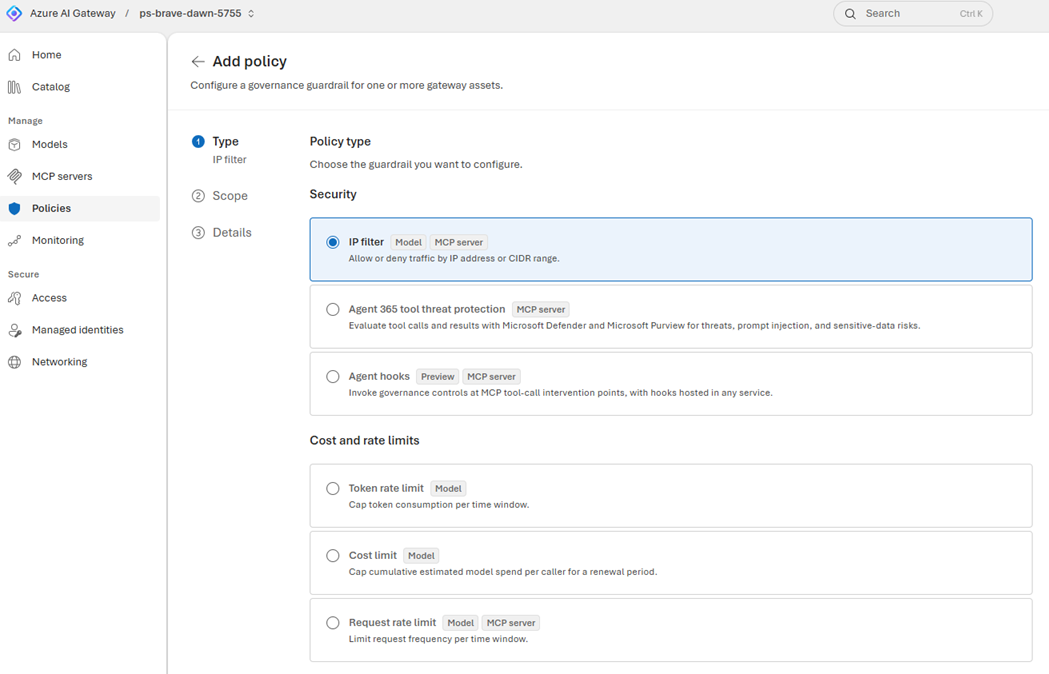 Azure AI Gateway / ps-brave-dawn-5755
Search Ctrl K
Home
Catalog
Manage
Models
MCP servers
Policies
Monitoring
Secure
Access
Managed identities
Networking
Add policy
Configure a governance guardrail for one or more gateway assets.
1 Type
IP filter
2 Scope
3 Details
Policy type
Choose the guardrail you want to configure.
Security
IP filter Model MCP server
Allow or deny traffic by IP address or CIDR range.
Agent 365 tool threat protection MCP server
Evaluate tool calls and results with Microsoft Defender and Microsoft Purview for threats, prompt injection, and sensitive-data risks.
Agent hooks Preview MCP server
Invoke governance controls at MCP tool-call intervention points, with hooks hosted in any service.
Cost and rate limits
Token rate limit Model
Cap token consumption per time window.
Cost limit Model
Cap cumulative estimated model spend per caller for a renewal period.
Request rate limit Model MCP server
Limit request frequency per time window.